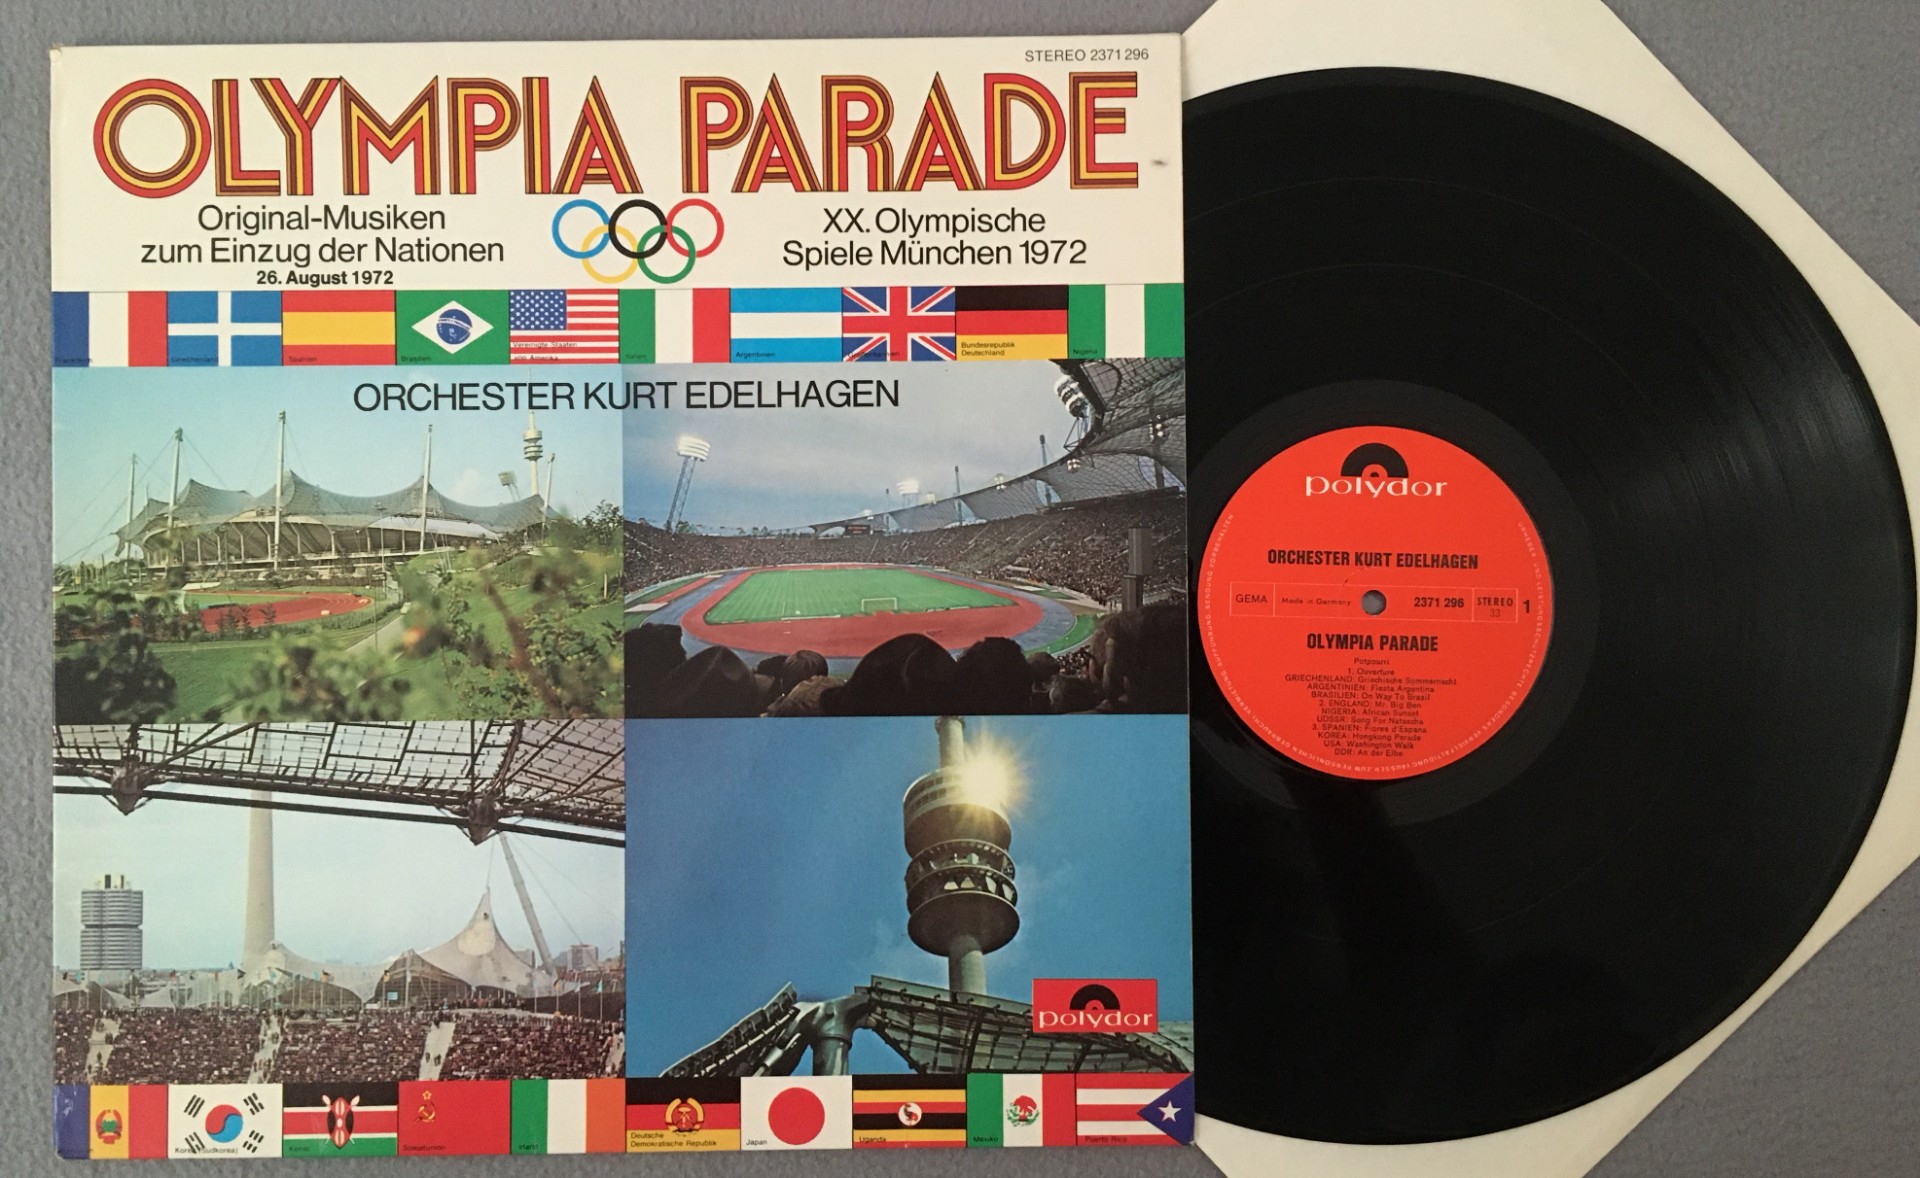 STEREO 2371 296
OLYMPIA PARADE
Original-Musiken
zum Einzug der Nationen
26. August 1972
XX. Olympische
Spiele München 1972
Frankreich
Griechenland
Spanien
Brasilien
Vereinigte Staaten
von Amerika
Italien
Argentinien
Großbritannien
Bundesrepublik
Deutschland
Nigeria
ORCHESTER KURT EDELHAGEN
polydor
Korea (Südkorea)
Kenia
Sowjetunion
Irland
Deutsche
Demokratische Republik
Japan
Uganda
Mexiko
Puerto Rico
polydor
ORCHESTER KURT EDELHAGEN
GEMA
Made in Germany
2371 296
STEREO
33
1
OLYMPIA PARADE
Potpourri
1. Ouverture
GRIECHENLAND: Griechische Sommernacht
ARGENTINIEN: Fiesta Argentina
BRASILIEN: On Way To Brasil
2. ENGLAND: Mr. Big Ben
NIGERIA: African Sunset
UDSSR: Song For Natascha
3. SPANIEN: Flores d'Espana
KOREA: Hongkong Parade
USA: Washington Walk
DDR: An der Elbe